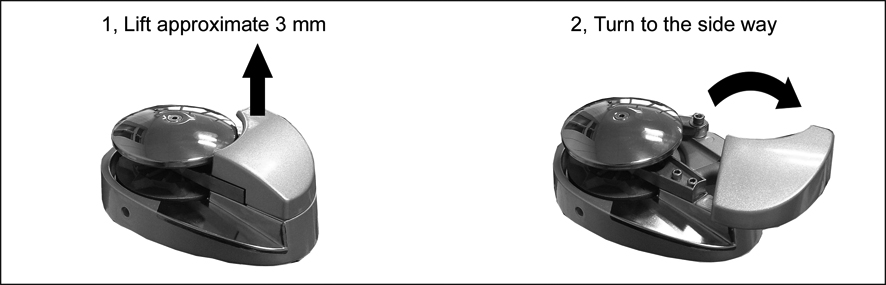 1, Lift approximate 3 mm
2, Turn to the side way